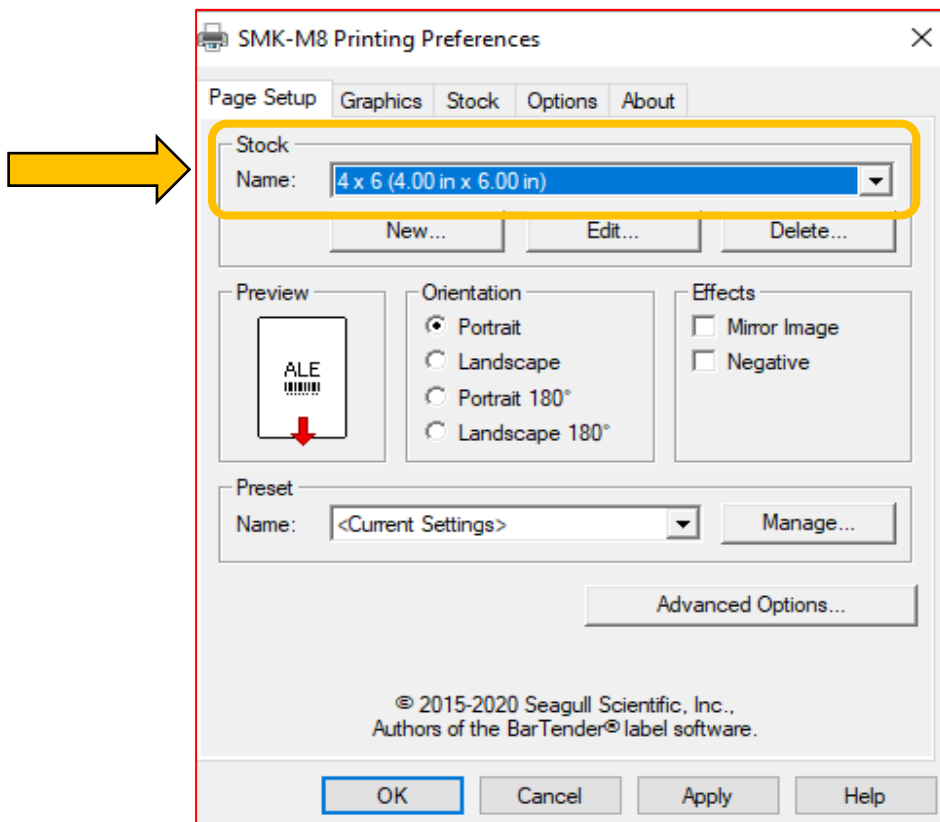 SMK-M8 Printing Preferences
Page Setup Graphics Stock Options About
Stock
Name: 4 x 6 (4.00 in x 6.00 in)
New... Edit... Delete...
Preview Orientation Effects
ALE
Portrait
Landscape
Portrait 180°
Landscape 180°
Mirror Image
Negative
Preset
Name: <Current Settings> Manage...
Advanced Options...
© 2015-2020 Seagull Scientific, Inc.,
Authors of the BarTender® label software.
OK Cancel Apply Help